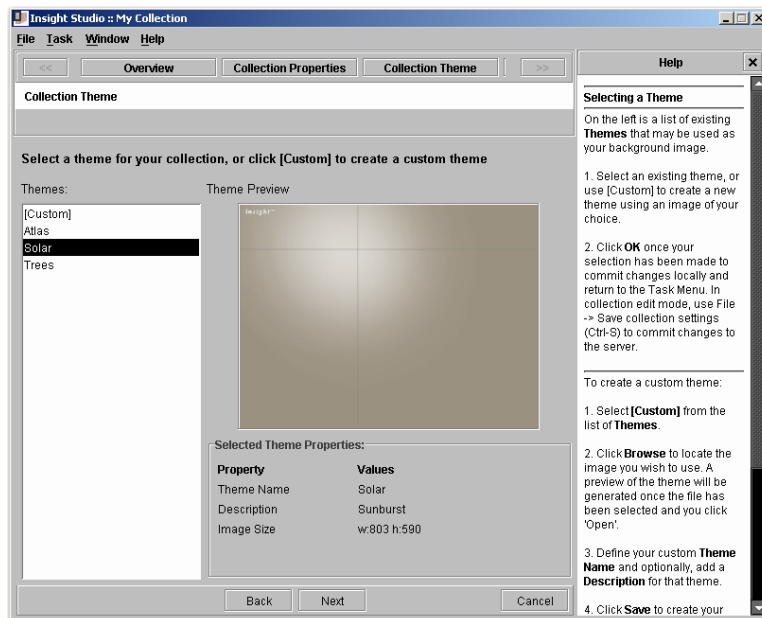 Insight Studio :: My Collection
File Task Window Help
<< Overview Collection Properties Collection Theme >>
Collection Theme
Select a theme for your collection, or click [Custom] to create a custom theme
Themes:
[Custom]
Atlas
Solar
Trees
Theme Preview
Insight™
Selected Theme Properties:
Property Values
Theme Name Solar
Description Sunburst
Image Size w:803 h:590
Back Next Cancel
Help
Selecting a Theme
On the left is a list of existing
Themes that may be used as
your background image.
1. Select an existing theme, or
use [Custom] to create a new
theme using an image of your
choice.
2. Click OK once your
selection has been made to
commit changes locally and
return to the Task Menu. In
collection edit mode, use File
-> Save collection settings
(Ctrl-S) to commit changes to
the server.
To create a custom theme:
1. Select [Custom] from the
list of Themes.
2. Click Browse to locate the
image you wish to use. A
preview of the theme will be
generated once the file has
been selected and you click
'Open'.
3. Define your custom Theme
Name and optionally, add a
Description for that theme.
4. Click Save to create your